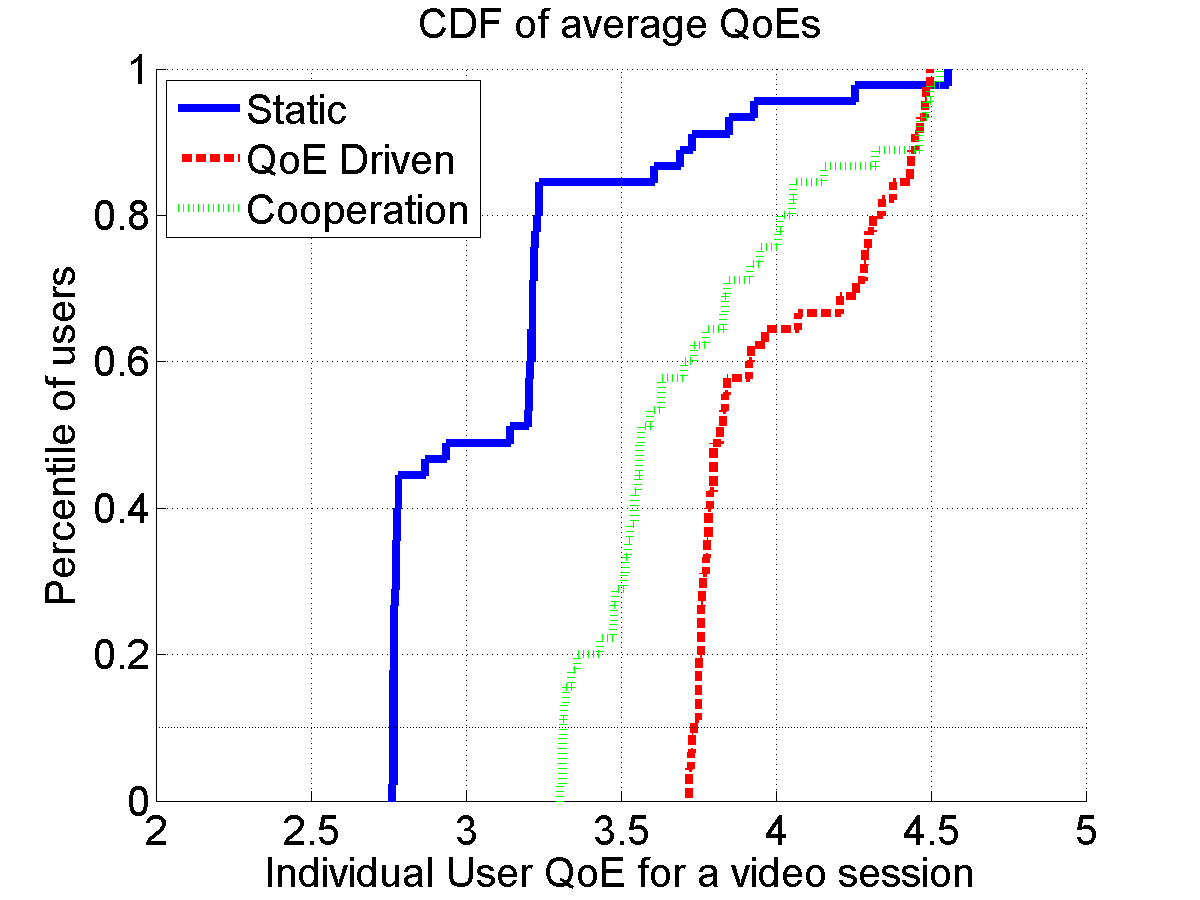 CDF of average QoEs
1
0.8
0.6
0.4
0.2
0
Static
QoE Driven
Cooperation
Percentile of users
2
2.5
3
3.5
4
4.5
5
Individual User QoE for a video session